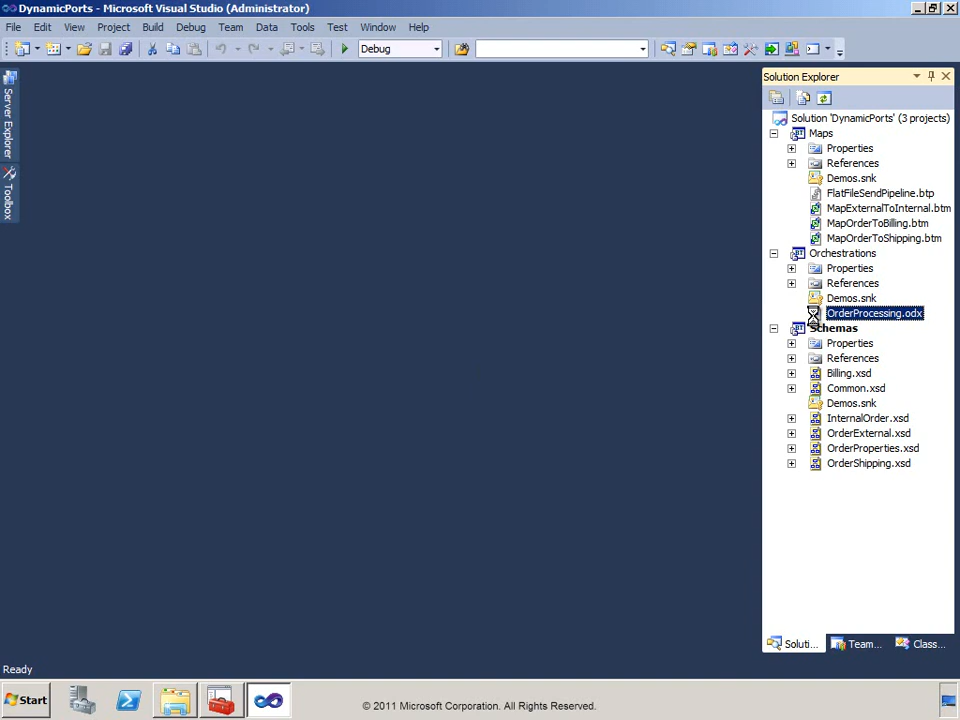 DynamicPorts - Microsoft Visual Studio (Administrator)
File Edit View Project Build Debug Team Data Tools Test Window Help
Debug
Server Explorer
Toolbox
Solution Explorer
Solution 'DynamicPorts' (3 projects)
Maps
Properties
References
Demos.snk
FlatFileSendPipeline.btp
MapExternalToInternal.btm
MapOrderToBilling.btm
MapOrderToShipping.btm
Orchestrations
Properties
References
Demos.snk
OrderProcessing.odx
Schemas
Properties
References
Billing.xsd
Common.xsd
Demos.snk
InternalOrder.xsd
OrderExternal.xsd
OrderProperties.xsd
OrderShipping.xsd
Soluti... Team... Class...
Ready
Start
© 2011 Microsoft Corporation. All Rights Reserved.